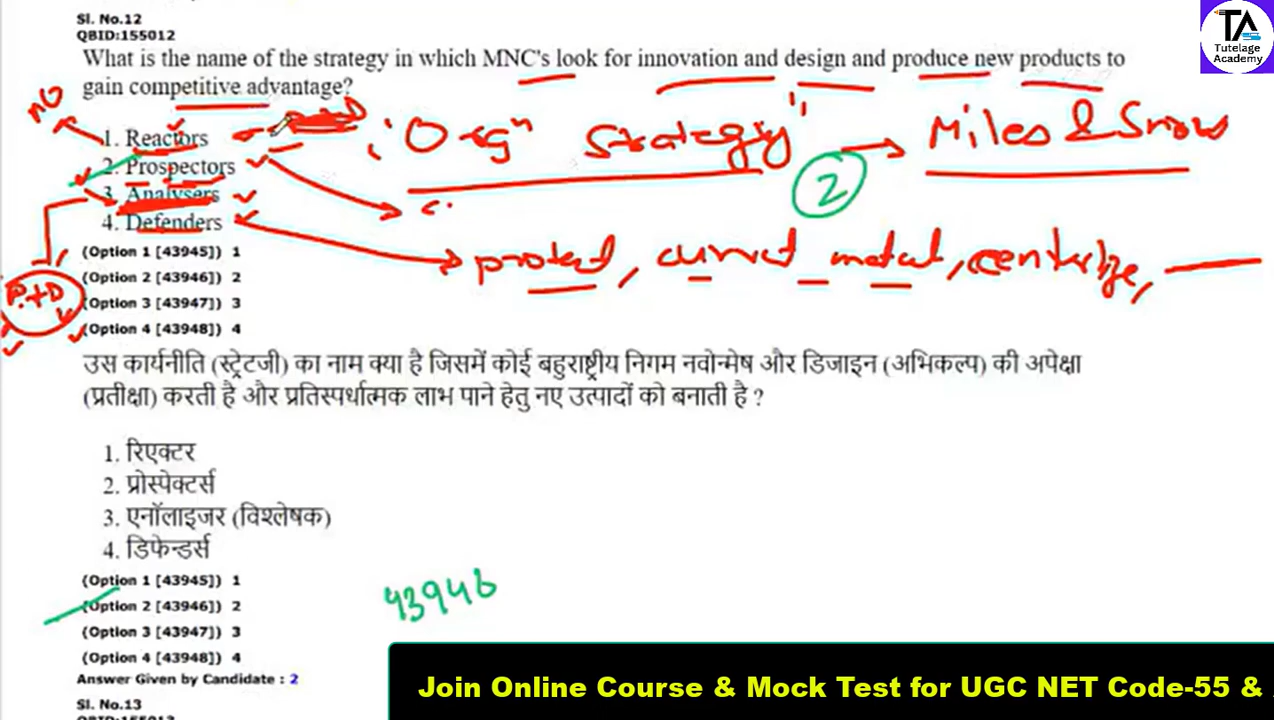 Sl. No.12
QBID:155012
What is the name of the strategy in which MNC's look for innovation and design and produce new products to
gain competitive advantage?
NO
1. Reactors
2. Prospectors
3. Analysers
4. Defenders
"Orgn Strategy" → Miles & Snow
2
protect, current market, centerlize,
P+D
(Option 1 [43945]) 1
(Option 2 [43946]) 2
(Option 3 [43947]) 3
(Option 4 [43948]) 4
उस कार्यनीति (स्ट्रेटजी) का नाम क्या है जिसमें कोई बहुराष्ट्रीय निगम नवोन्मेष और डिजाइन (अभिकल्प) की अपेक्षा
(प्रतीक्षा) करती है और प्रतिस्पर्धात्मक लाभ पाने हेतु नए उत्पादों को बनाती है ?
1. रिएक्टर
2. प्रोस्पेक्टर्स
3. एनॉलाइजर (विश्लेषक)
4. डिफेन्डर्स
(Option 1 [43945]) 1
(Option 2 [43946]) 2
(Option 3 [43947]) 3
(Option 4 [43948]) 4
43946
Answer Given by Candidate : 2
Sl. No.13
QBID:155013
TA
Tutelage
Academy
Join Online Course & Mock Test for UGC NET Code-55 &